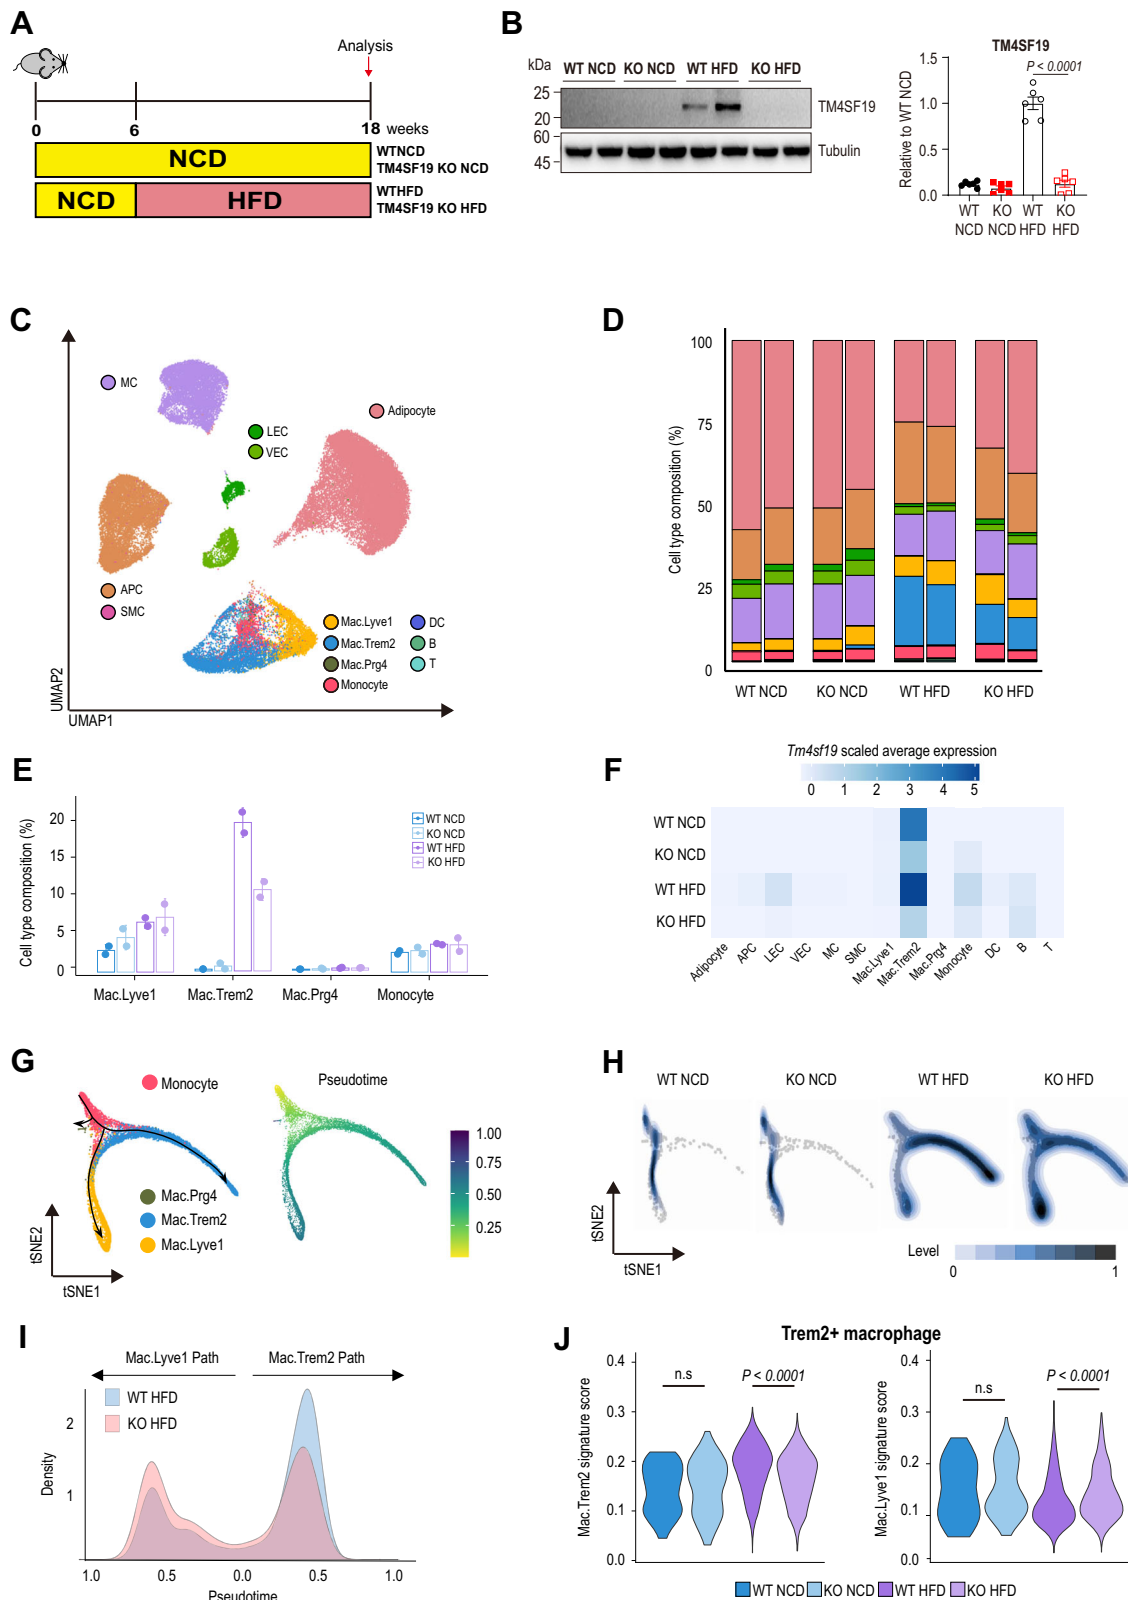 A
Analysis
0
6
18 weeks
NCD
WTNCD
TM4SF19 KO NCD
NCD
HFD
WTHFD
TM4SF19 KO HFD
B
kDa
WT NCD
KO NCD
WT HFD
KO HFD
25
20
TM4SF19
60
45
Tubulin
TM4SF19
P < 0.0001
Relative to WT NCD
1.5
1.0
0.5
0.0
WT NCD
KO NCD
WT HFD
KO HFD
C
MC
Adipocyte
LEC
VEC
APC
SMC
Mac.Lyve1
Mac.Trem2
Mac.Prg4
Monocyte
DC
B
T
UMAP2
UMAP1
D
Cell type composition (%)
100
75
50
25
0
WT NCD
KO NCD
WT HFD
KO HFD
E
Cell type composition (%)
20
15
10
5
0
WT NCD
KO NCD
WT HFD
KO HFD
Mac.Lyve1
Mac.Trem2
Mac.Prg4
Monocyte
F
Tm4sf19 scaled average expression
0 1 2 3 4 5
WT NCD
KO NCD
WT HFD
KO HFD
Adipocyte
APC
LEC
VEC
MC
SMC
Mac.Lyve1
Mac.Trem2
Mac.Prg4
Monocyte
DC
B
T
G
Monocyte
Mac.Prg4
Mac.Trem2
Mac.Lyve1
tSNE2
tSNE1
Pseudotime
1.00
0.75
0.50
0.25
H
WT NCD
KO NCD
WT HFD
KO HFD
tSNE2
tSNE1
Level
0
1
I
Mac.Lyve1 Path
Mac.Trem2 Path
WT HFD
KO HFD
Density
2
1
1.0 0.5 0.0 0.5 1.0
Pseudotime
J
Trem2+ macrophage
Mac.Trem2 signature score
0.4
0.3
0.2
0.1
0.0
n.s
P < 0.0001
Mac.Lyve1 signature score
0.4
0.3
0.2
0.1
0.0
n.s
P < 0.0001
WT NCD
KO NCD
WT HFD
KO HFD